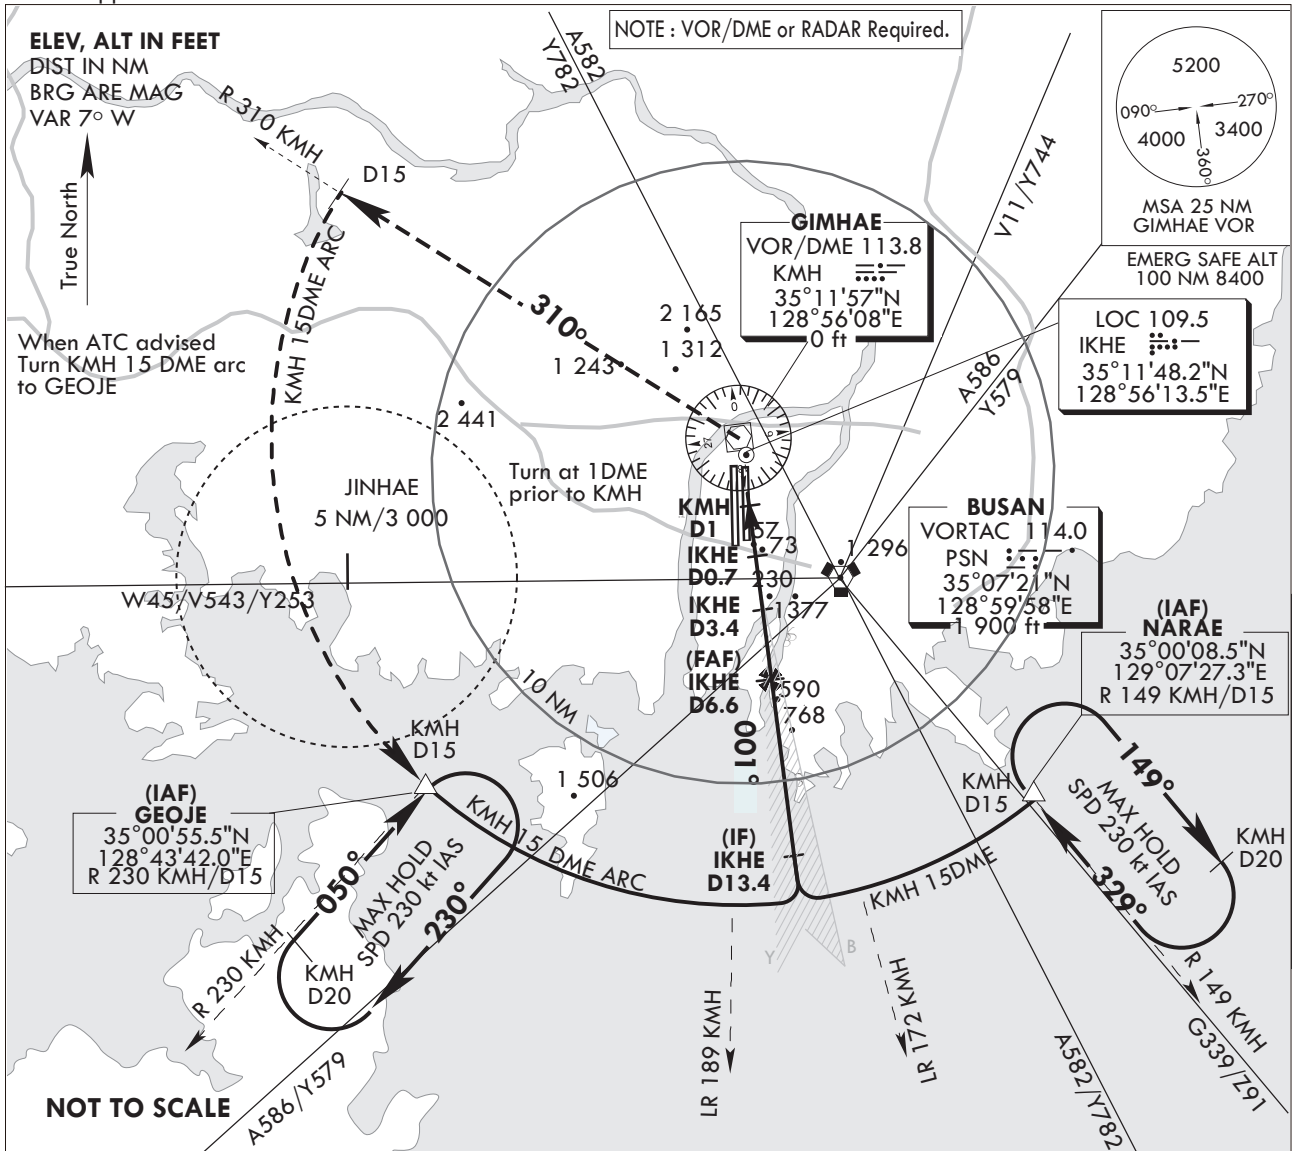 NOTE : VOR/DME or RADAR Required.
ELEV, ALT IN FEET
DIST IN NM
BRG ARE MAG
VAR 7° W
True North
A582
Y782
R 310 KMH
D15
V11/Y744
5200
090°
270°
4000
3400
360°
MSA 25 NM
GIMHAE VOR
EMERG SAFE ALT
100 NM 8400
GIMHAE
VOR/DME 113.8
KMH
35°11'57"N
128°56'08"E
0 ft
LOC 109.5
IKHE
35°11'48.2"N
128°56'13.5"E
KMH 15DME ARC
310°
2 165
1 312
1 243
2 441
When ATC advised
Turn KMH 15 DME arc
to GEOJE
A586
Y579
0
9
27
JINHAE
5 NM/3 000
Turn at 1DME
prior to KMH
KMH
D1
57
73
IKHE
D0.7
230
IKHE
D3.4
1377
1 296
BUSAN
VORTAC 114.0
PSN
35°07'21"N
128°59'58"E
1 900 ft
W45/V543/Y253
(FAF)
IKHE
D6.6
590
768
10 NM
001°
(IAF)
NARAE
35°00'08.5"N
129°07'27.3"E
R 149 KMH/D15
KMH
D15
(IAF)
GEOJE
35°00'55.5"N
128°43'42.0"E
R 230 KMH/D15
1 506
KMH 15 DME ARC
(IF)
IKHE
D13.4
KMH 15DME
KMH
D15
149°
MAX HOLD
SPD 230 kt IAS
329°
KMH
D20
050°
MAX HOLD
SPD 230 kt IAS
230°
R 230 KMH
KMH
D20
Y
B
LR 189 KMH
LR 172 KMH
R 149 KMH
G339/Z91
A582/Y782
A586/Y579
NOT TO SCALE